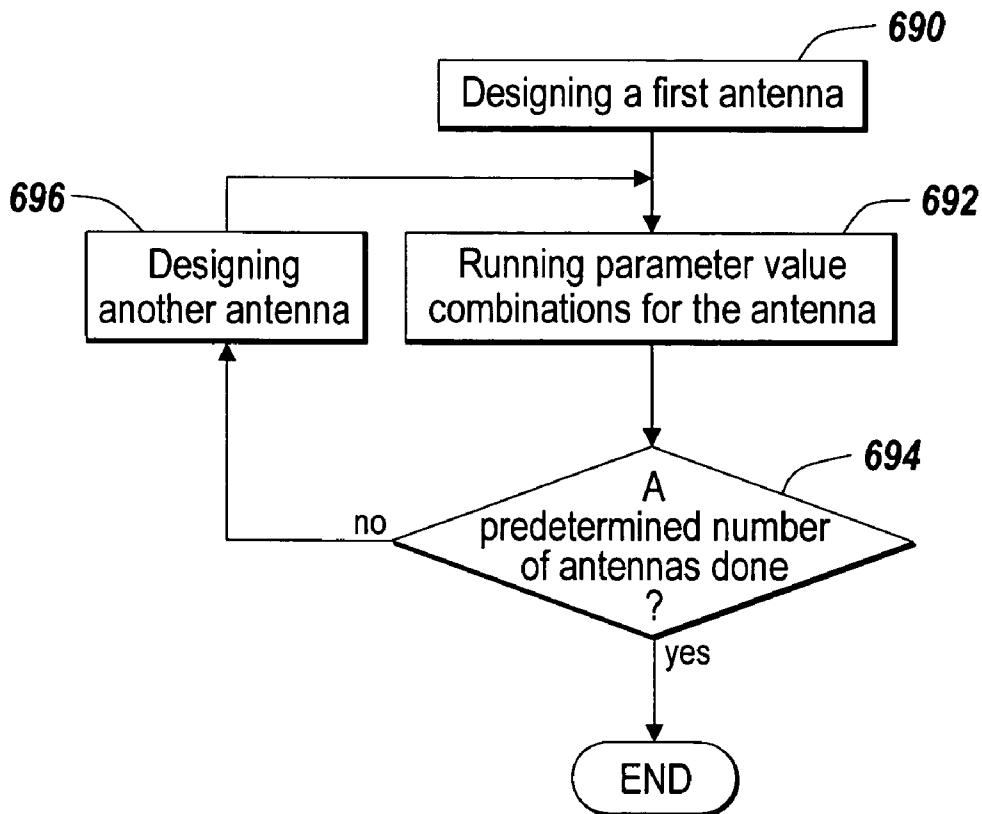 690
Designing a first antenna
696
692
Designing
another antenna
Running parameter value
combinations for the antenna
694
A
predetermined number
of antennas done
?
no
yes
END